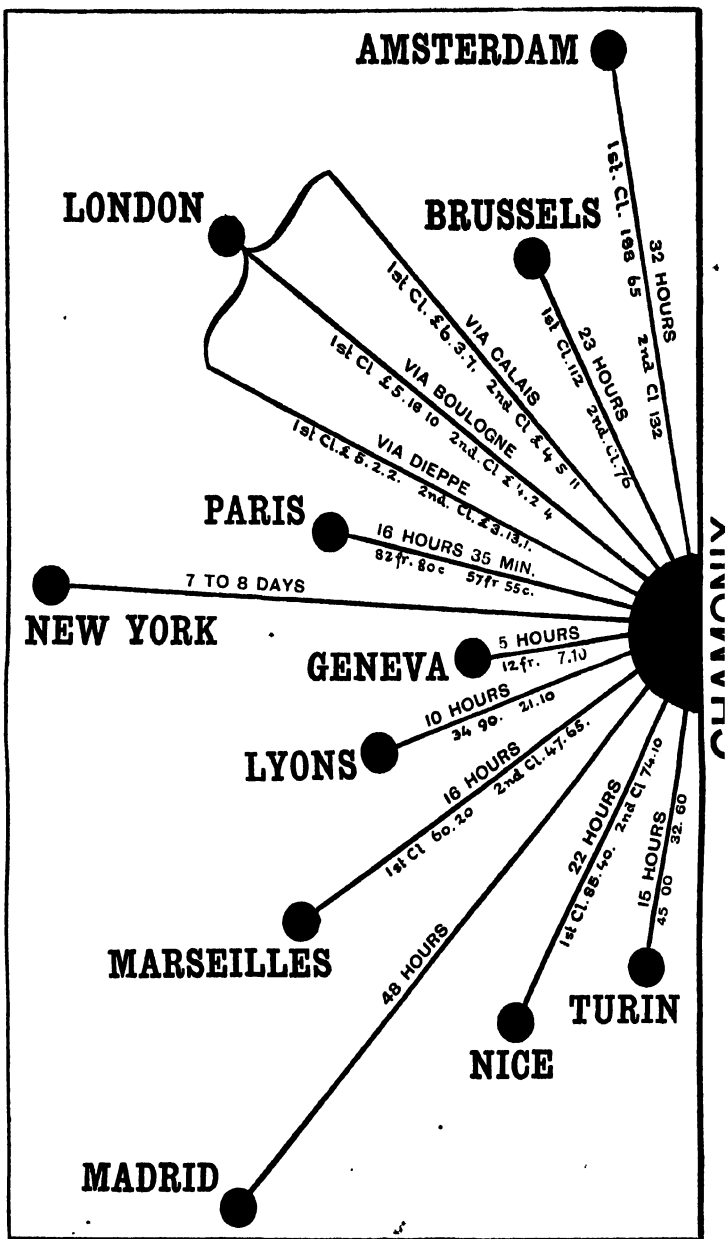 AMSTERDAM
1st. Cl. 188 65 2nd Cl 132
32 HOURS
LONDON
BRUSSELS
23 HOURS
1st Cl. 112 2nd. Cl. 76
VIA CALAIS
1st Cl. £6.3.7. 2nd Cl £4 5 11
VIA BOULOGNE
1st Cl £5.18 10 2nd. Cl £4.2 4
VIA DIEPPE
1st Cl. £5.2.2. 2nd. Cl. £3.13.1.
PARIS
16 HOURS 35 MIN.
82fr. 80c 57fr 55c.
7 TO 8 DAYS
NEW YORK
GENEVA
5 HOURS
12fr. 7.10
CHAMONIX
10 HOURS
34 90. 21.10
LYONS
16 HOURS
1st Cl 60.20 2nd Cl. 47.65.
MARSEILLES
48 HOURS
22 HOURS
1st Cl. 85.40. 2nd Cl 74.10
15 HOURS
45 00 32.60
TURIN
NICE
MADRID